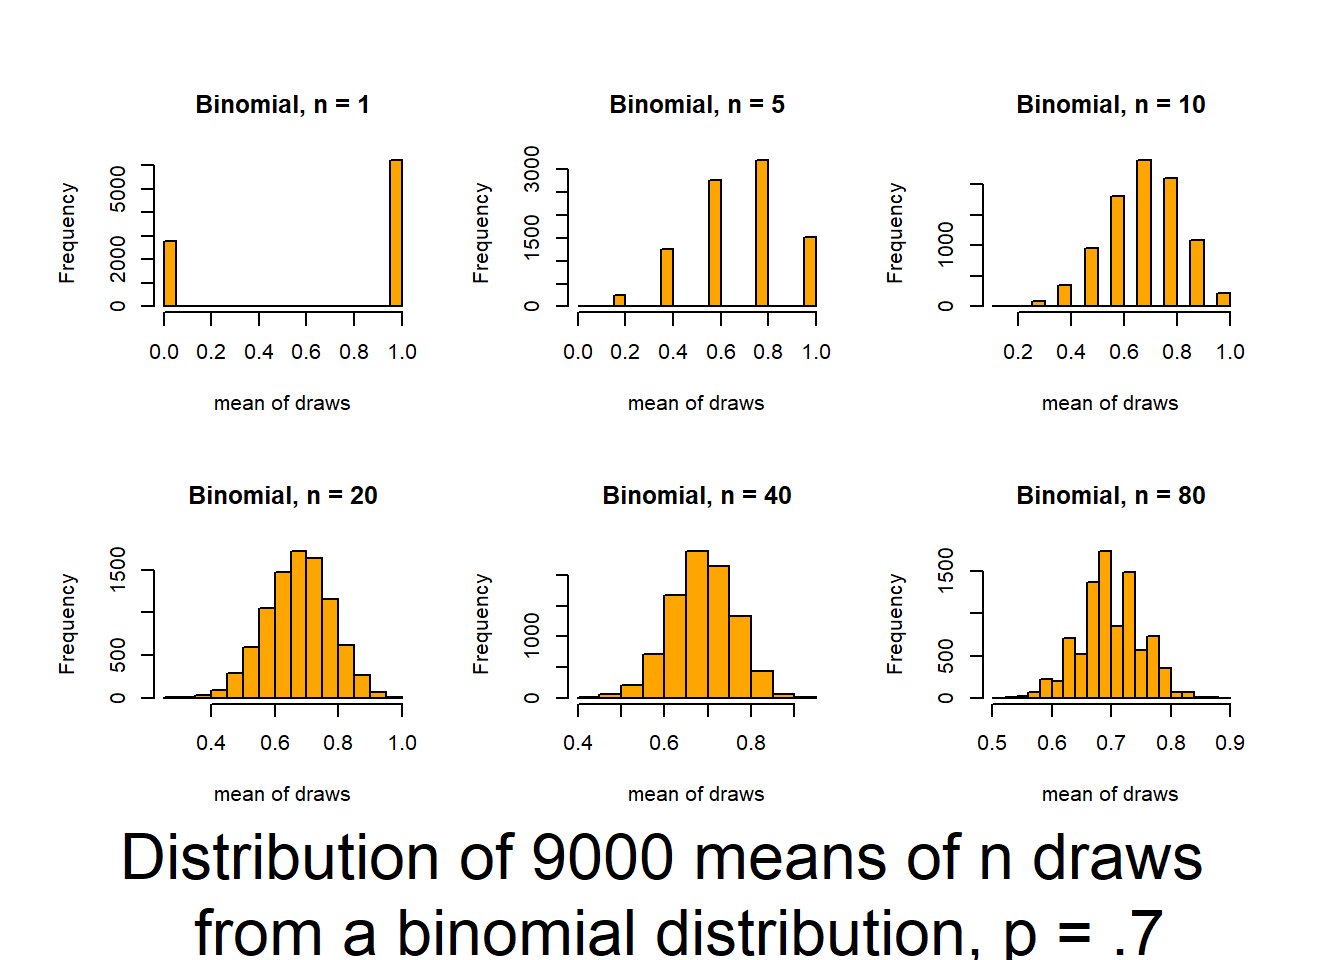 Binomial, n = 1
Frequency
0 2000 5000
0.0 0.2 0.4 0.6 0.8 1.0
mean of draws
Binomial, n = 5
Frequency
0 1500 3000
0.0 0.2 0.4 0.6 0.8 1.0
mean of draws
Binomial, n = 10
Frequency
0 1000
0.2 0.4 0.6 0.8 1.0
mean of draws
Binomial, n = 20
Frequency
0 500 1500
0.4 0.6 0.8 1.0
mean of draws
Binomial, n = 40
Frequency
0 1000
0.4 0.6 0.8
mean of draws
Binomial, n = 80
Frequency
0 500 1500
0.5 0.6 0.7 0.8 0.9
mean of draws
Distribution of 9000 means of n draws
from a binomial distribution, p = .7